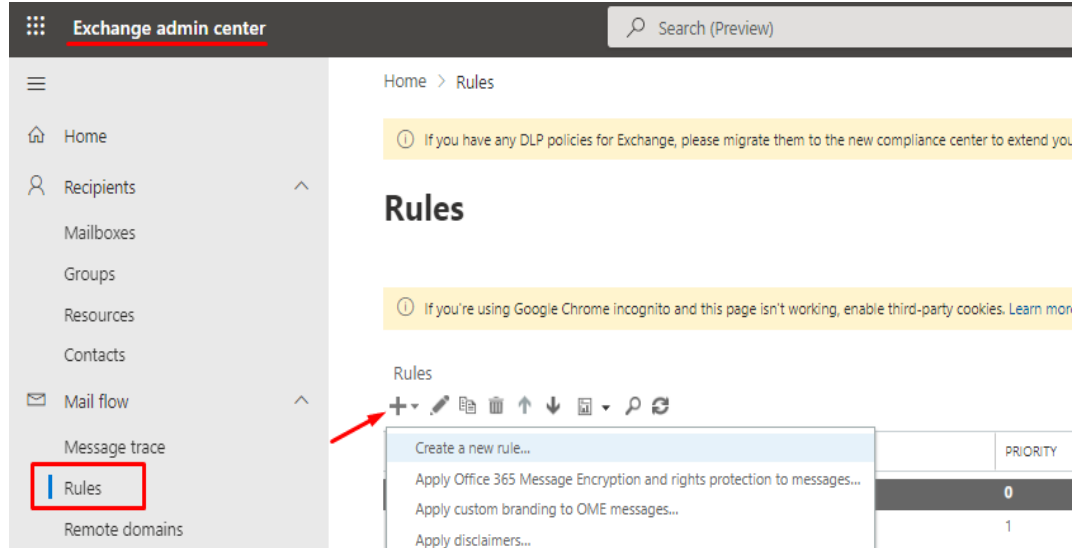 Exchange admin center
Search (Preview)
Home > Rules
If you have any DLP policies for Exchange, please migrate them to the new compliance center to extend you
Home
Recipients
Mailboxes
Groups
Resources
Contacts
Mail flow
Message trace
Rules
Remote domains
Rules
If you're using Google Chrome incognito and this page isn't working, enable third-party cookies. Learn more
Rules
Create a new rule...
Apply Office 365 Message Encryption and rights protection to messages...
Apply custom branding to OME messages...
Apply disclaimers...
PRIORITY
0
1